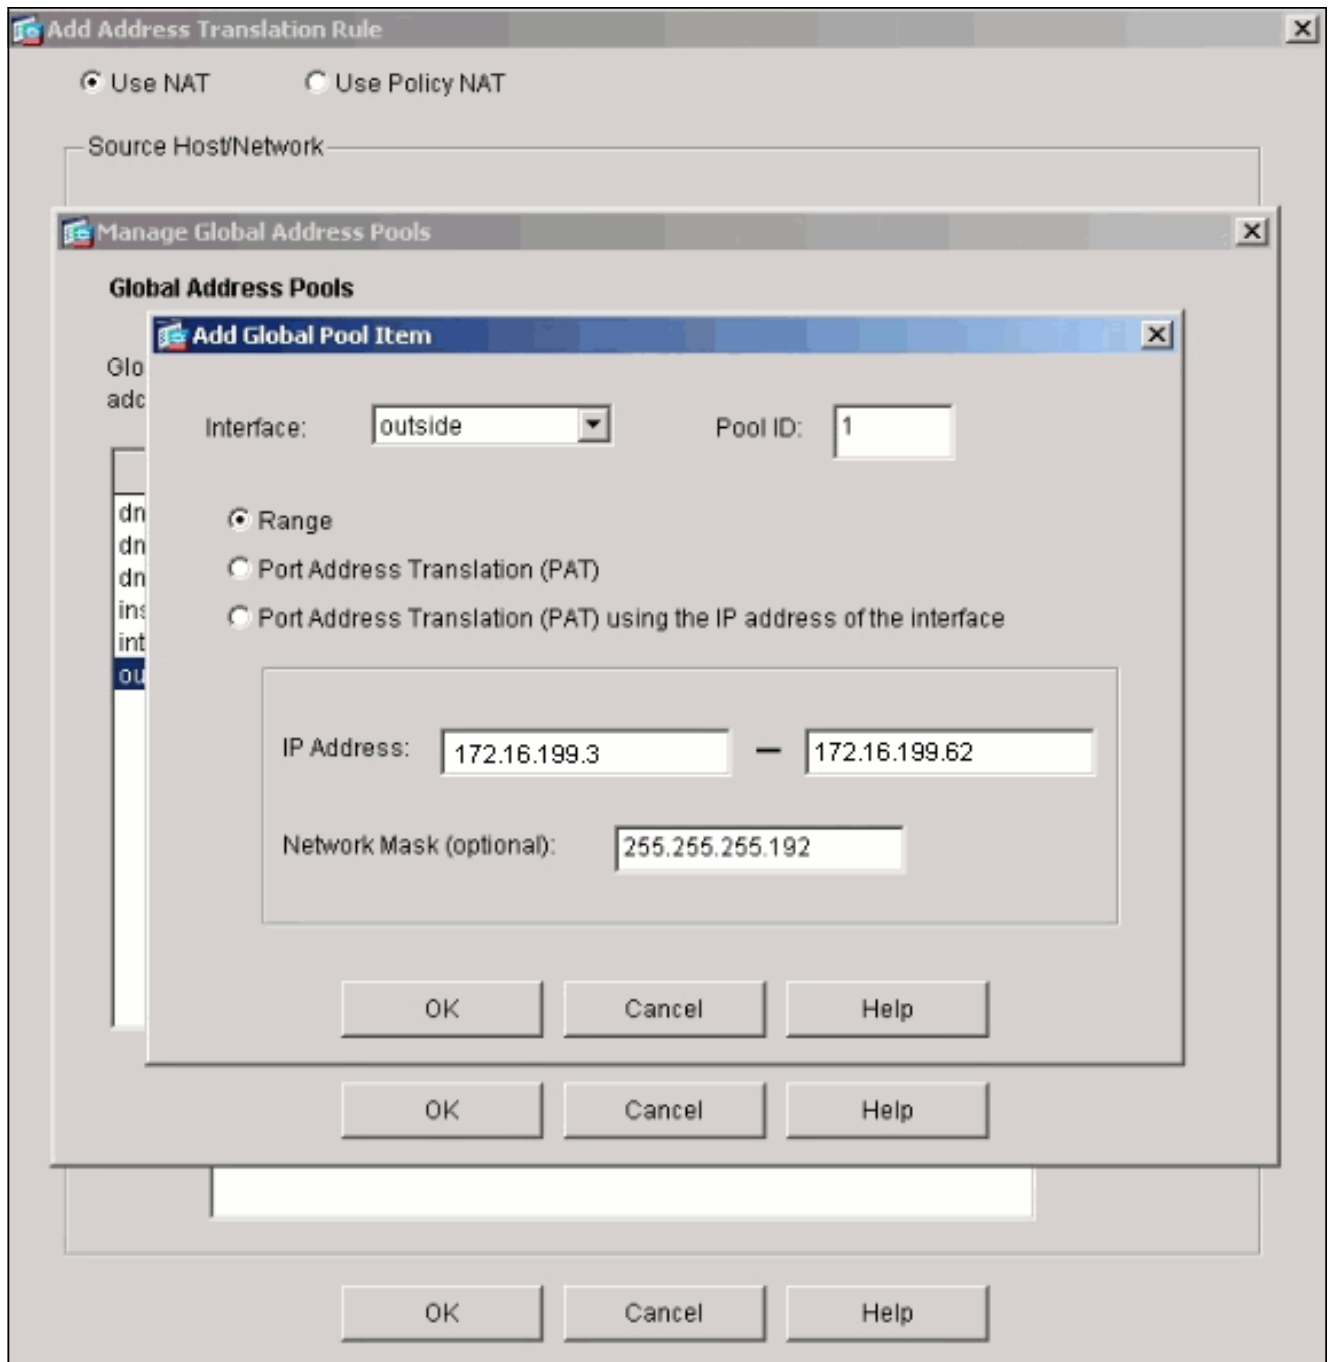 Add Address Translation Rule
Use NAT Use Policy NAT
Source Host/Network
Manage Global Address Pools
Global Address Pools
Add Global Pool Item
Glo
adc
Interface: outside Pool ID: 1
dn
dn
dn
ins
int
ou
Range
Port Address Translation (PAT)
Port Address Translation (PAT) using the IP address of the interface
IP Address: 172.16.199.3 — 172.16.199.62
Network Mask (optional): 255.255.255.192
OK Cancel Help
OK Cancel Help
OK Cancel Help